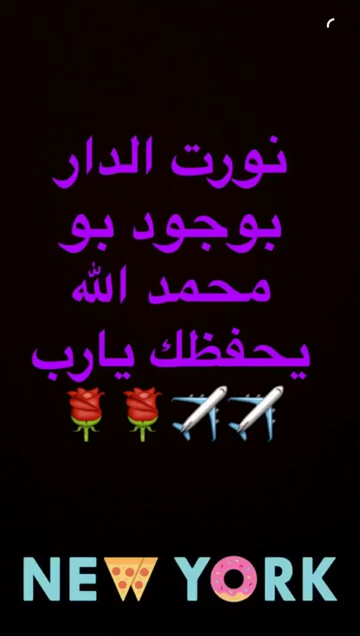 نورت الدار
بوجود بو
محمد الله
يحفظك يارب
🌹🌹✈️✈️
NEW YORK